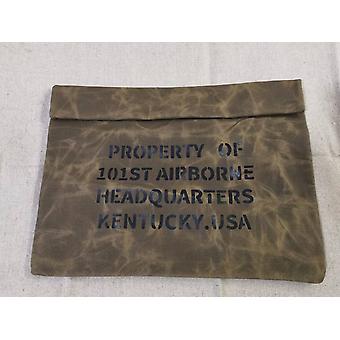 PROPERTY OF
101ST AIRBORNE
HEADQUARTERS
KENTUCKY.USA